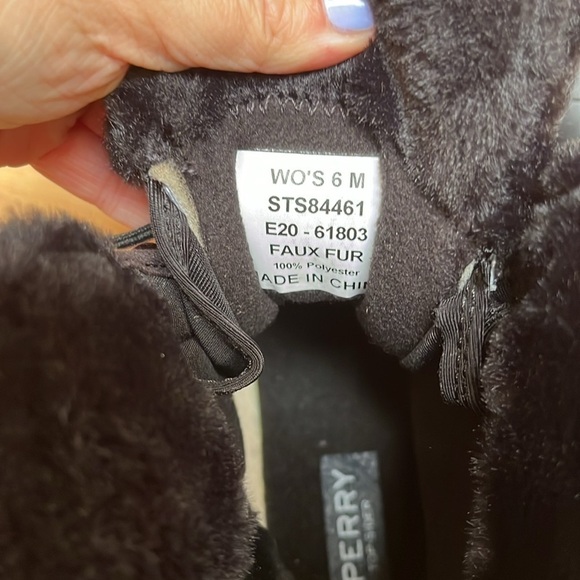 WO'S 6 M
STS84461
E20 - 61803
FAUX FUR
100% Polyester
ADE IN CHI
PERRY